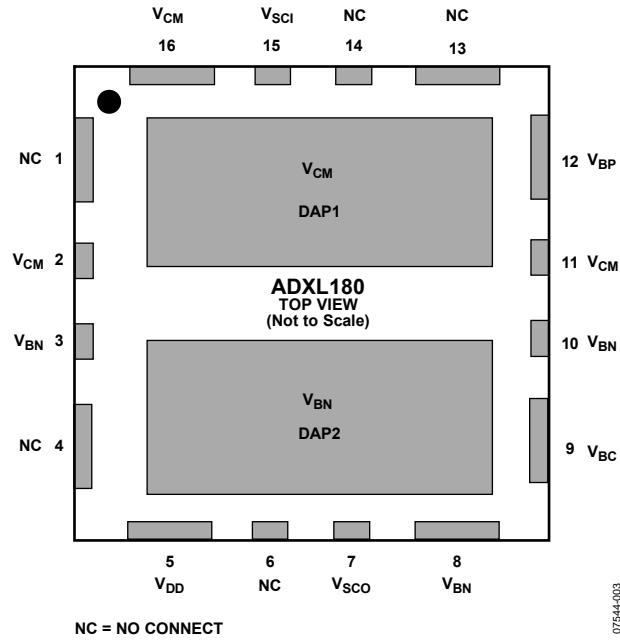 VCM VSCI NC NC
16 15 14 13
NC 1
VCM
DAP1
12 VBP
VCM 2
11 VCM
ADXL180
TOP VIEW
(Not to Scale)
VBN 3
10 VBN
VBN
DAP2
NC 4
9 VBC
5 6 7 8
VDD NC VSCO VBN
NC = NO CONNECT
07544-003